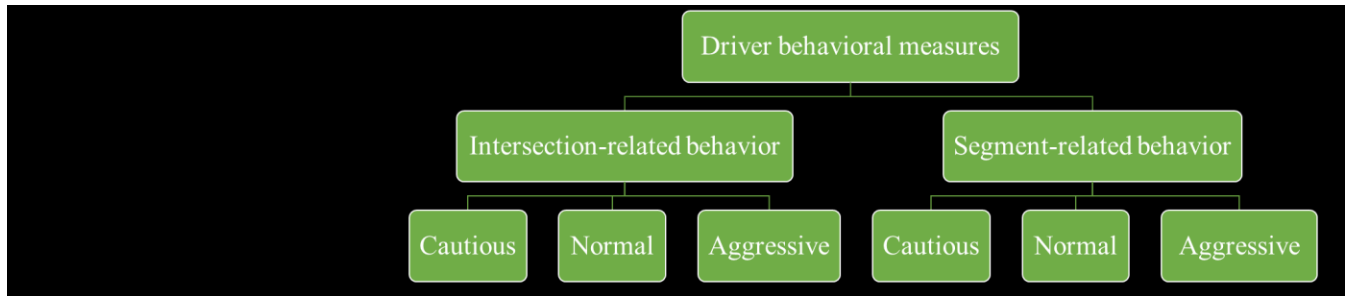 Driver behavioral measures
Intersection-related behavior
Segment-related behavior
Cautious
Normal
Aggressive
Cautious
Normal
Aggressive